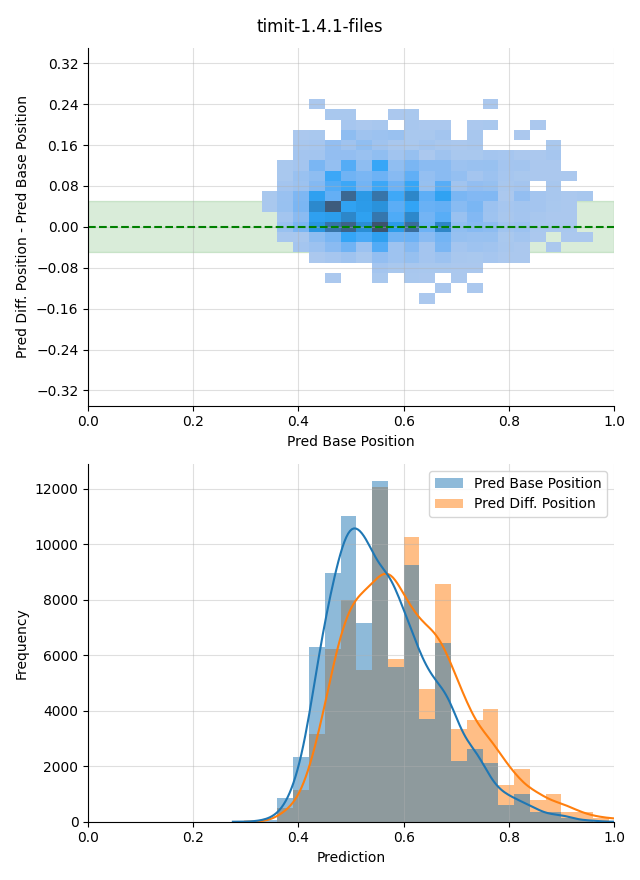 timit-1.4.1-files
0.32
0.24
0.16
0.08
0.00
−0.08
−0.16
−0.24
−0.32
Pred Diff. Position - Pred Base Position
0.0 0.2 0.4 0.6 0.8 1.0
Pred Base Position
Pred Base Position
Pred Diff. Position
12000
10000
8000
6000
4000
2000
0
Frequency
0.0 0.2 0.4 0.6 0.8 1.0
Prediction